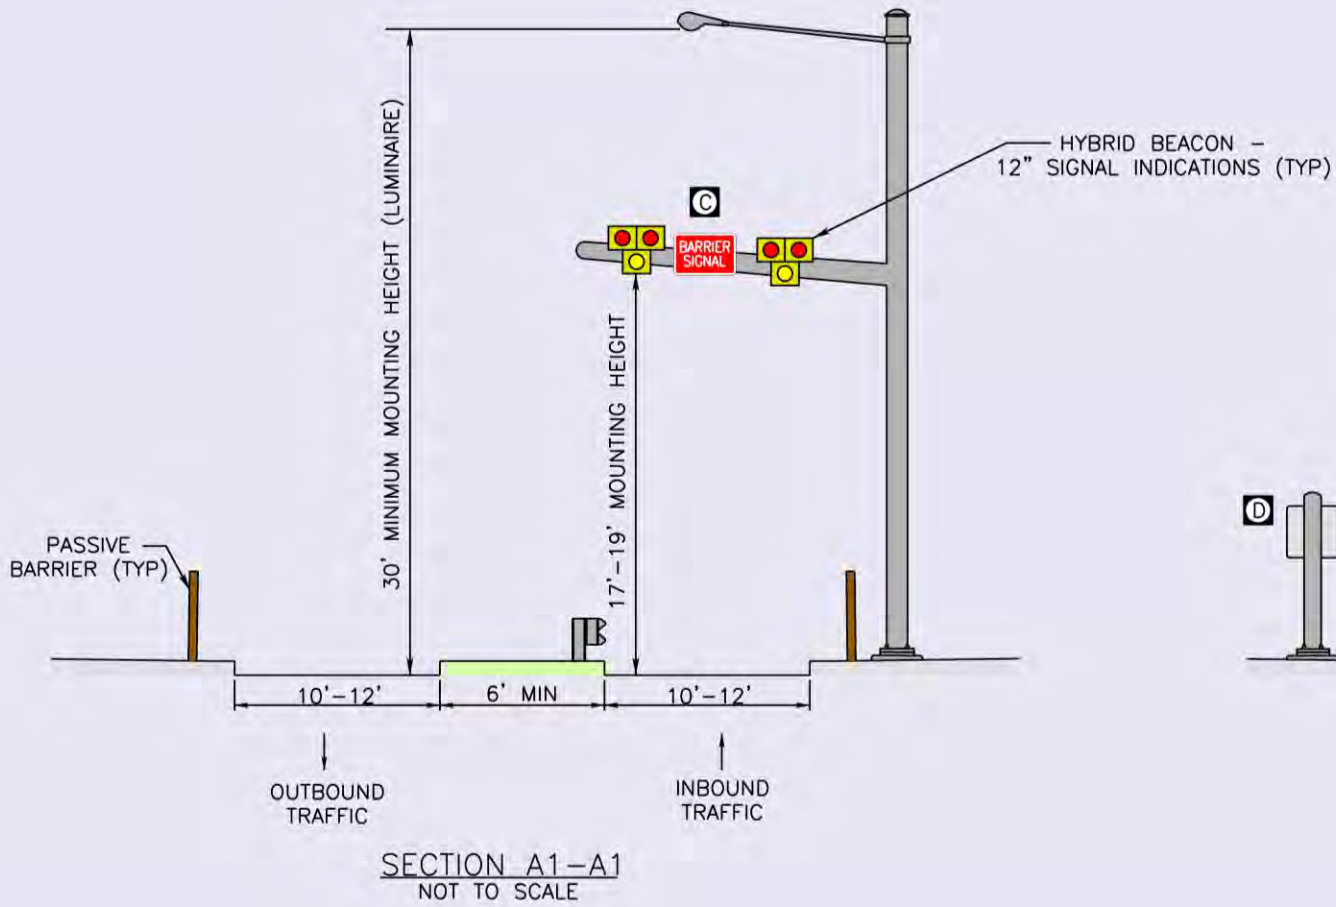 30' MINIMUM MOUNTING HEIGHT (LUMINAIRE)
HYBRID BEACON –
12" SIGNAL INDICATIONS (TYP)
C
BARRIER
SIGNAL
17'–19' MOUNTING HEIGHT
D
PASSIVE
BARRIER (TYP)
10'–12'
6' MIN
10'–12'
OUTBOUND
TRAFFIC
INBOUND
TRAFFIC
SECTION A1–A1
NOT TO SCALE